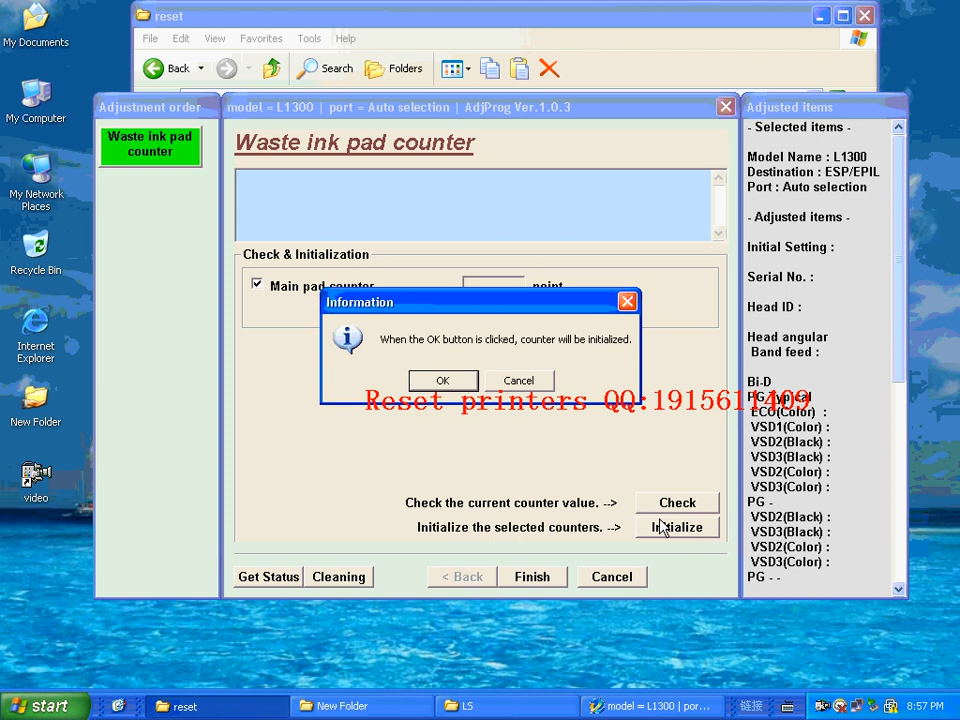 My Documents
My Computer
My Network
Places
Recycle Bin
Internet
Explorer
New Folder
video
reset
File Edit View Favorites Tools Help
Back Search Folders
Adjustment order
Waste ink pad
counter
model = L1300 | port = Auto selection | AdjProg Ver.1.0.3
Waste ink pad counter
Check & Initialization
Main pad counter point
Information
When the OK button is clicked, counter will be initialized.
OK Cancel
Reset printers QQ:1915611409
Check the current counter value. --> Check
Initialize the selected counters. --> Initialize
Get Status Cleaning < Back Finish Cancel
Adjusted items
- Selected items -
Model Name : L1300
Destination : ESP/EPIL
Port : Auto selection
- Adjusted items -
Initial Setting :
Serial No. :
Head ID :
Head angular
Band feed :
Bi-D
PG Typical
ECO(Color) :
VSD1(Color) :
VSD2(Black) :
VSD3(Black) :
VSD2(Color) :
VSD3(Color) :
PG -
VSD2(Black) :
VSD3(Black) :
VSD2(Color) :
VSD3(Color) :
PG - -
start reset New Folder LS model = L1300 | por... 链接 8:57 PM